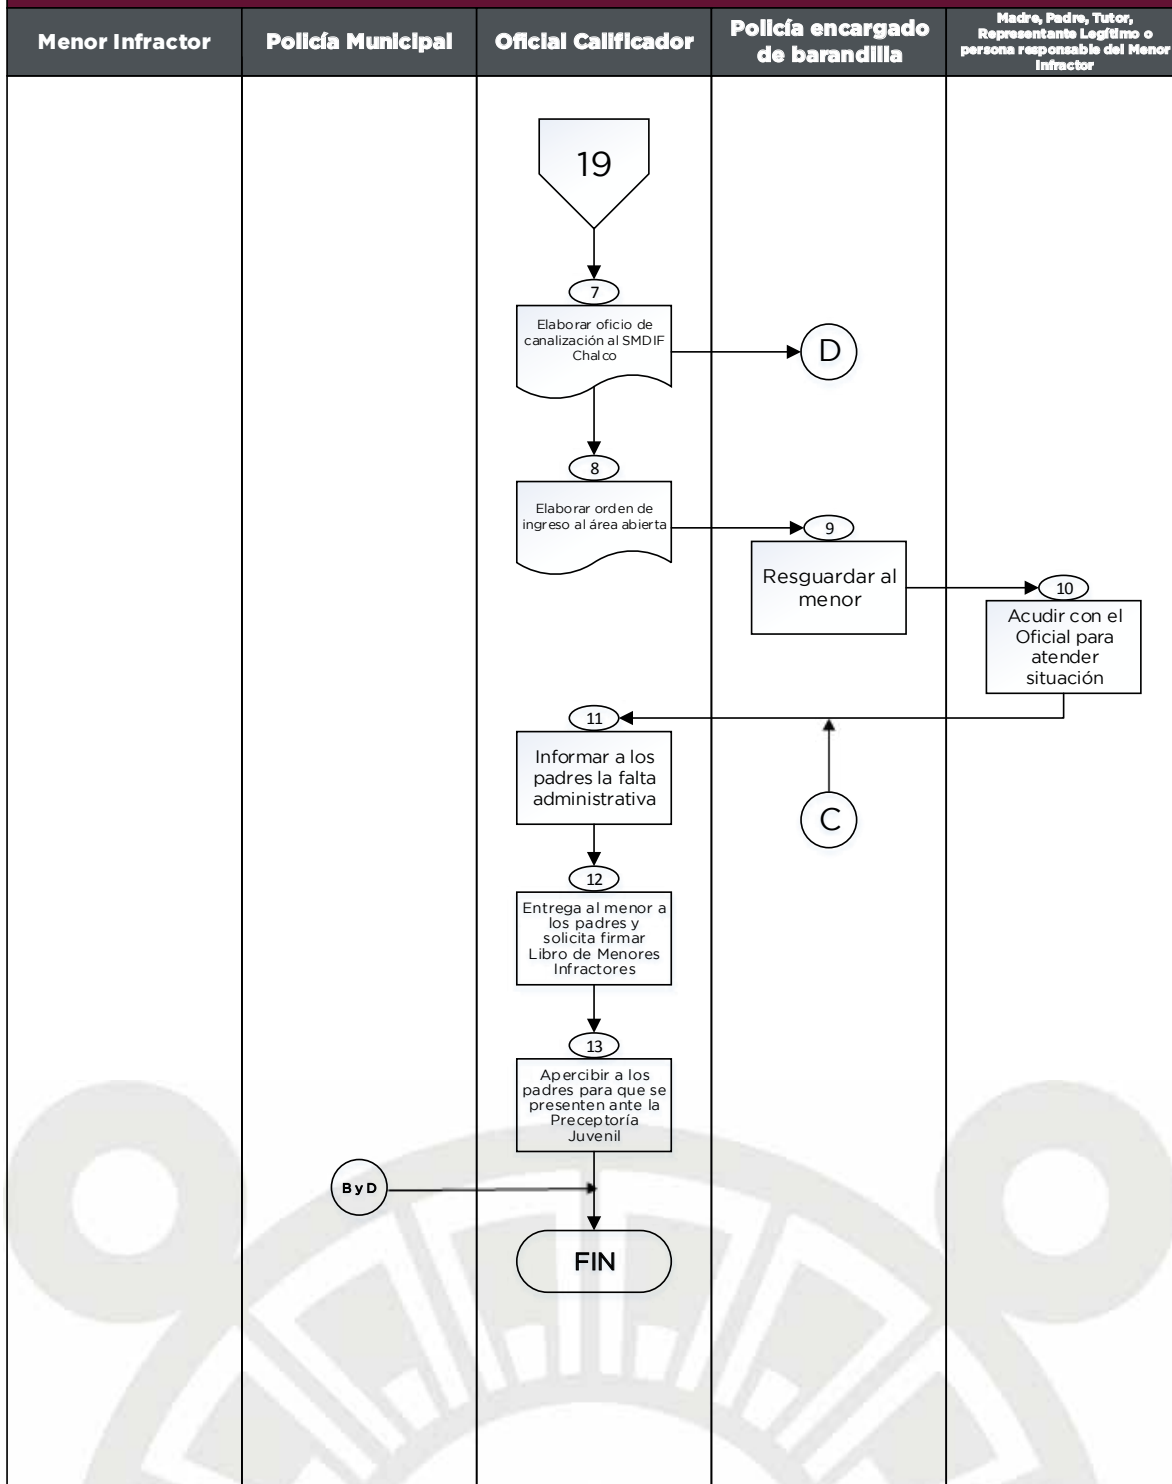 Menor Infractor
Policía Municipal
Oficial Calificador
Policía encargado
de barandilla
Madre, Padre, Tutor,
Representante Legítimo o
persona responsable del Menor
Infractor
19
7
Elaborar oficio de
canalización al SMDIF
Chalco
D
8
Elaborar orden de
ingreso al área abierta
9
Resguardar al
menor
10
Acudir con el
Oficial para
atender
situación
11
Informar a los
padres la falta
administrativa
C
12
Entrega al menor a
los padres y
solicita firmar
Libro de Menores
Infractores
13
Apercibir a los
padres para que se
presenten ante la
Preceptoría
Juvenil
B y D
FIN